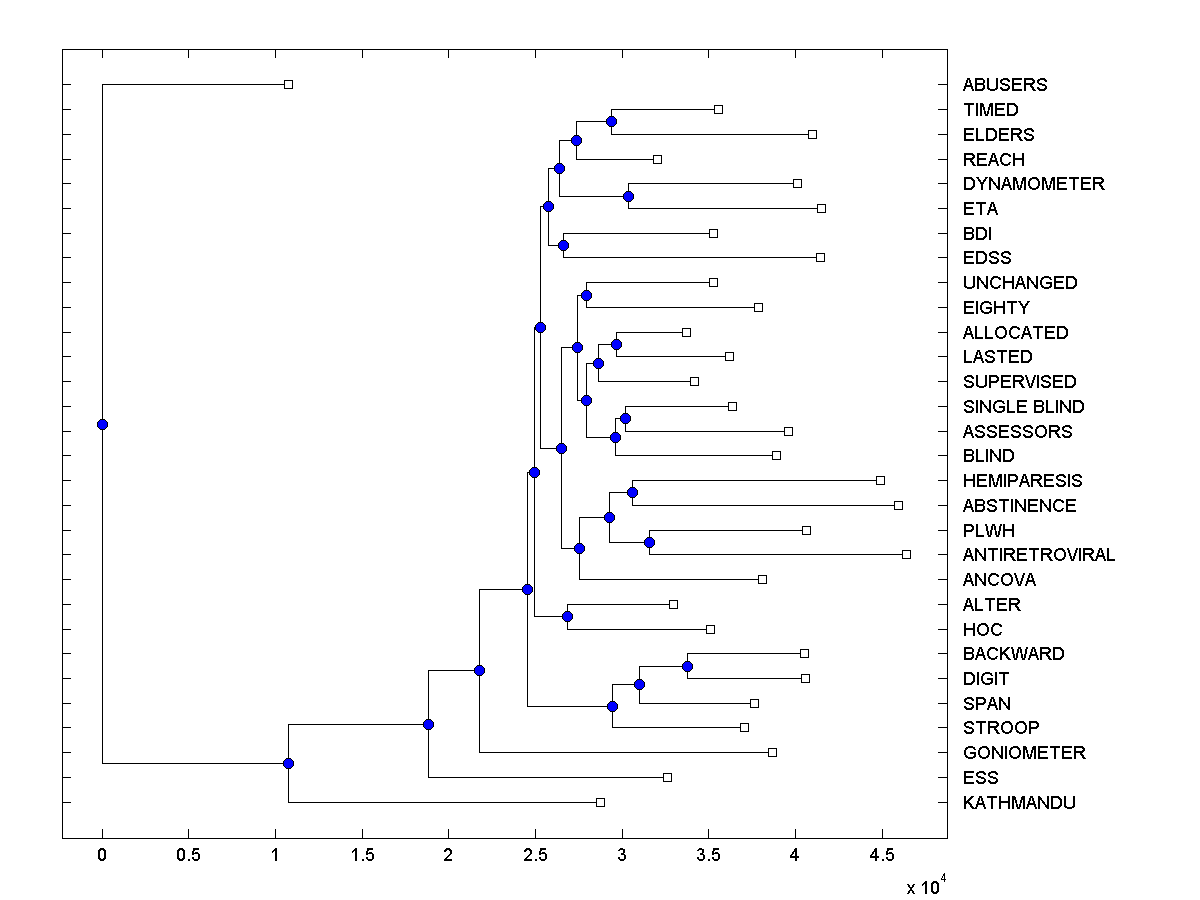 ABUSERS
TIMED
ELDERS
REACH
DYNAMOMETER
ETA
BDI
EDSS
UNCHANGED
EIGHTY
ALLOCATED
LASTED
SUPERVISED
SINGLE BLIND
ASSESSORS
BLIND
HEMIPARESIS
ABSTINENCE
PLWH
ANTIRETROVIRAL
ANCOVA
ALTER
HOC
BACKWARD
DIGIT
SPAN
STROOP
GONIOMETER
ESS
KATHMANDU
0 0.5 1 1.5 2 2.5 3 3.5 4 4.5
x 10^4